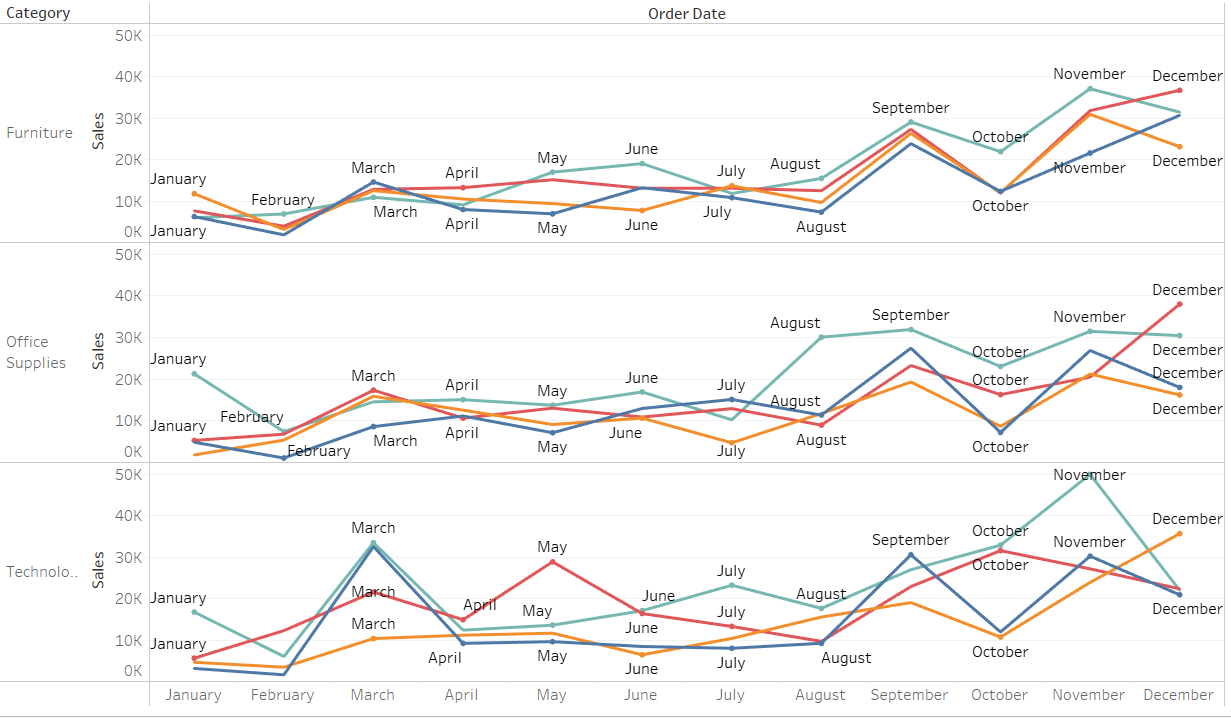 Category
Order Date
50K
40K
30K
20K
10K
0K
Furniture
Sales
January
January
February
March
March
April
April
May
May
June
June
July
July
August
August
September
October
October
November
November
December
December
50K
40K
30K
20K
10K
0K
Office
Supplies
Sales
January
January
February
February
March
March
April
April
May
May
June
June
July
July
August
August
August
September
October
October
October
November
December
December
December
December
50K
40K
30K
20K
10K
0K
Technolo..
Sales
January
January
March
March
March
April
April
May
May
May
June
June
June
July
July
July
August
August
September
October
October
October
November
November
December
December
January February March April May June July August September October November December